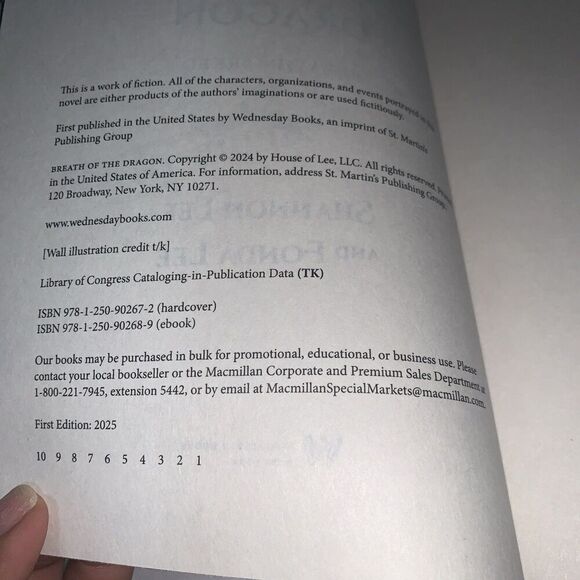 This is a work of fiction. All of the characters, organizations, and events portrayed in this
novel are either products of the authors' imaginations or are used fictitiously.
First published in the United States by Wednesday Books, an imprint of St. Martin's
Publishing Group
BREATH OF THE DRAGON. Copyright © 2024 by House of Lee, LLC. All rights reserved. Printed
in the United States of America. For information, address St. Martin's Publishing Group,
120 Broadway, New York, NY 10271.
www.wednesdaybooks.com
[Wall illustration credit t/k]
Library of Congress Cataloging-in-Publication Data (TK)
ISBN 978-1-250-90267-2 (hardcover)
ISBN 978-1-250-90268-9 (ebook)
Our books may be purchased in bulk for promotional, educational, or business use. Please
contact your local bookseller or the Macmillan Corporate and Premium Sales Department at
1-800-221-7945, extension 5442, or by email at MacmillanSpecialMarkets@macmillan.com.
First Edition: 2025
10 9 8 7 6 5 4 3 2 1